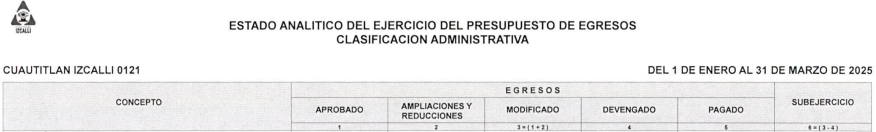 IZCALLI
ESTADO ANALITICO DEL EJERCICIO DEL PRESUPUESTO DE EGRESOS
CLASIFICACION ADMINISTRATIVA
CUAUTITLAN IZCALLI 0121
DEL 1 DE ENERO AL 31 DE MARZO DE 2025
CONCEPTO
EGRESOS
SUBEJERCICIO
APROBADO
AMPLIACIONES Y
REDUCCIONES
MODIFICADO
DEVENGADO
PAGADO
1
2
3 = ( 1 + 2 )
4
5
6 = ( 3 - 4 )